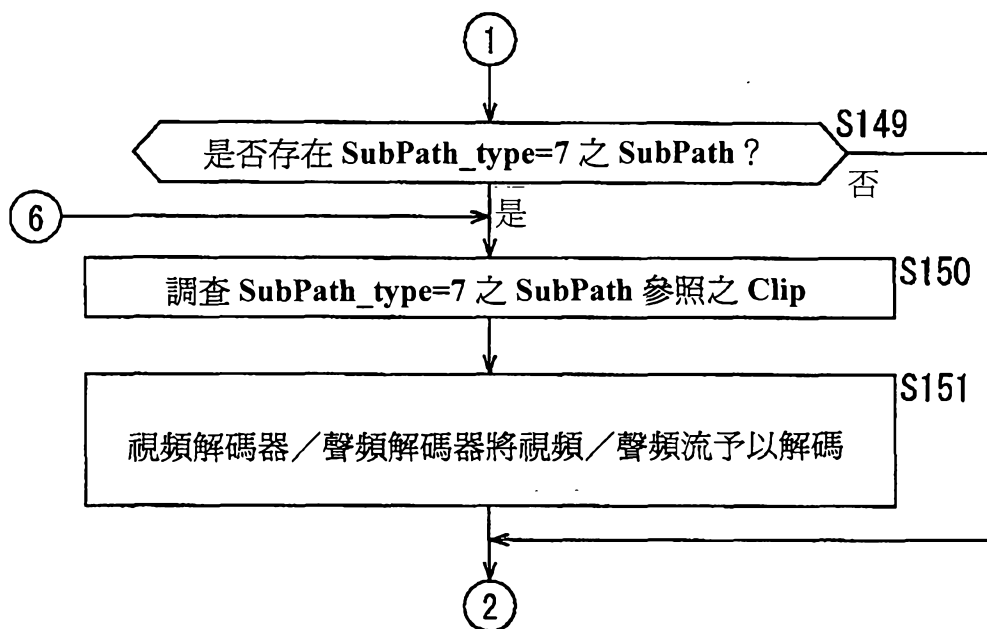 1
S149
是否存在 SubPath_type=7 之 SubPath？
否
6
是
S150
調查 SubPath_type=7 之 SubPath 參照之 Clip
S151
視頻解碼器／聲頻解碼器將視頻／聲頻流予以解碼
2